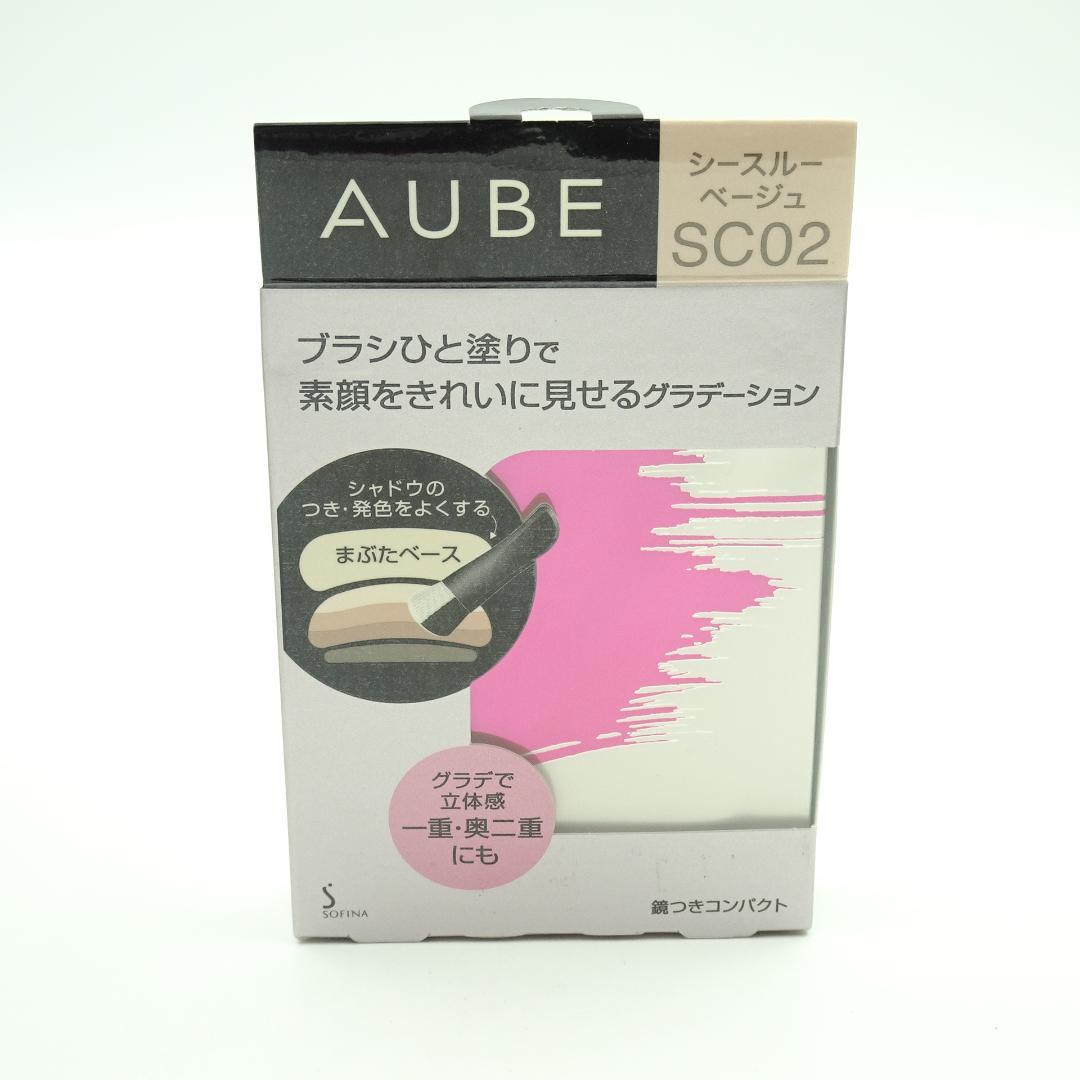 AUBE
シースルー
ベージュ
SC02
ブラシひと塗りで
素顔をきれいに見せるグラデーション
シャドウの
つき・発色をよくする
まぶたベース
グラデで
立体感
一重・奥二重
にも
SOFINA
鏡つきコンパクト